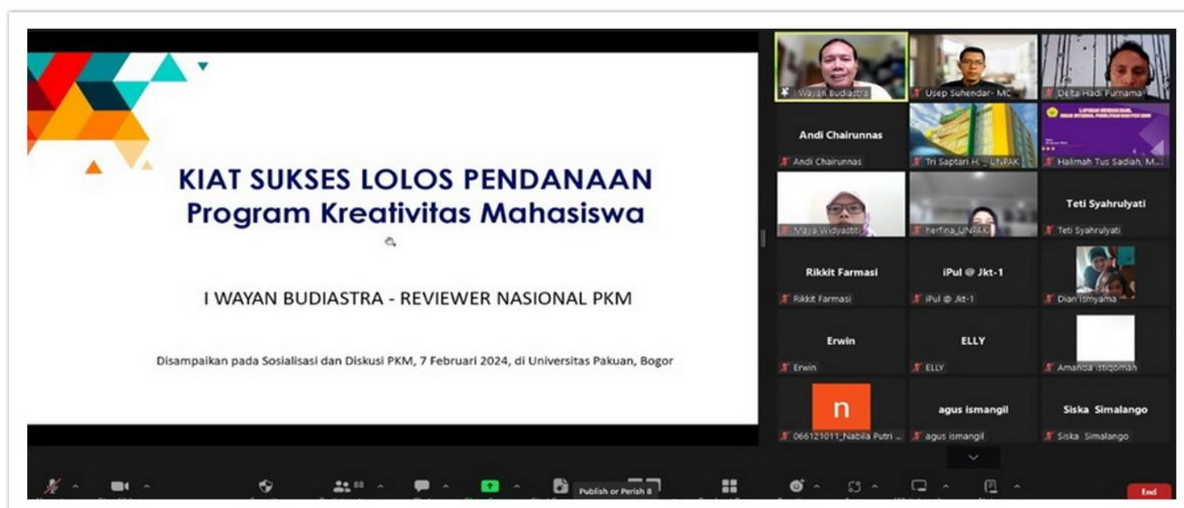 KIAT SUKSES LOLOS PENDANAAN
Program Kreativitas Mahasiswa
I WAYAN BUDIASTRA - REVIEWER NASIONAL PKM
Disampaikan pada Sosialisasi dan Diskusi PKM, 7 Februari 2024, di Universitas Pakuan, Bogor
I Wayan Budiastra
Usep Suhendar- MC
Delta Hadi Purnama
Andi Chairunnas
Andi Chairunnas
Tri Saptari H. _ UNPAK
Halimah Tus Sadiah, M...
Maya Widyastiti
herfina_UNPAK
Teti Syahrulyati
Teti Syahrulyati
Rikkit Farmasi
Rikkit Farmasi
iPul @ Jkt-1
iPul @ Jkt-1
Dian Ismyama
Erwin
Erwin
ELLY
ELLY
Amanda Istiqomah
n
066121011_Nabila Putri ...
agus ismangil
agus ismangil
Siska Simalango
Siska Simalango
88
Publish or Perish 8
End